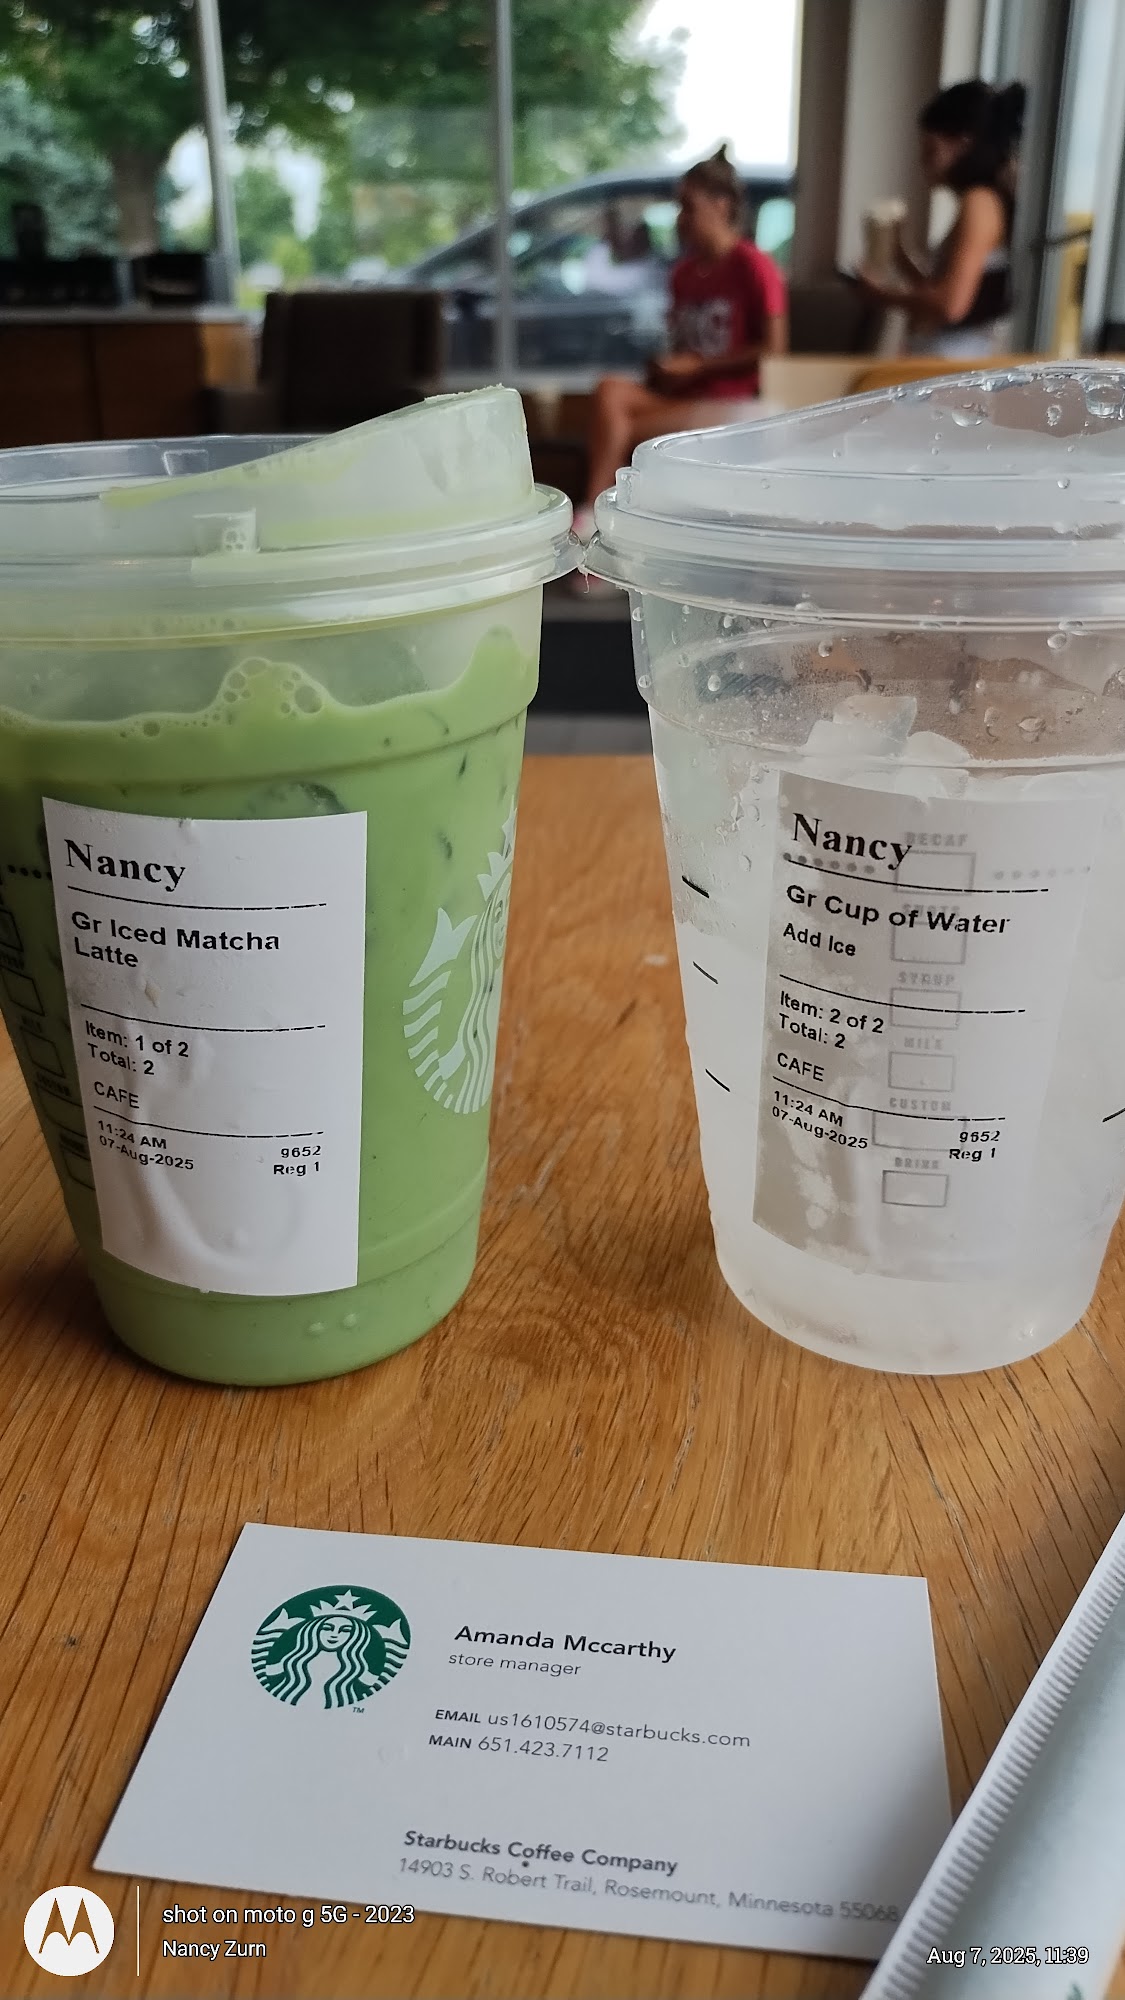 Nancy
Gr Iced Matcha
Latte
Item: 1 of 2
Total: 2
CAFE
11:24 AM
07-Aug-2025
9652
Reg 1
Nancy
Gr Cup of Water
Add Ice
Item: 2 of 2
Total: 2
CAFE
11:24 AM
07-Aug-2025
9652
Reg 1
DECAF
SHOTS
SYRUP
MILK
CUSTOM
DRINK
Amanda Mccarthy
store manager
EMAIL us1610574@starbucks.com
MAIN 651.423.7112
Starbucks Coffee Company
14903 S. Robert Trail, Rosemount, Minnesota 55068
TM
shot on moto g 5G - 2023
Nancy Zurn
Aug 7, 2025, 11:39